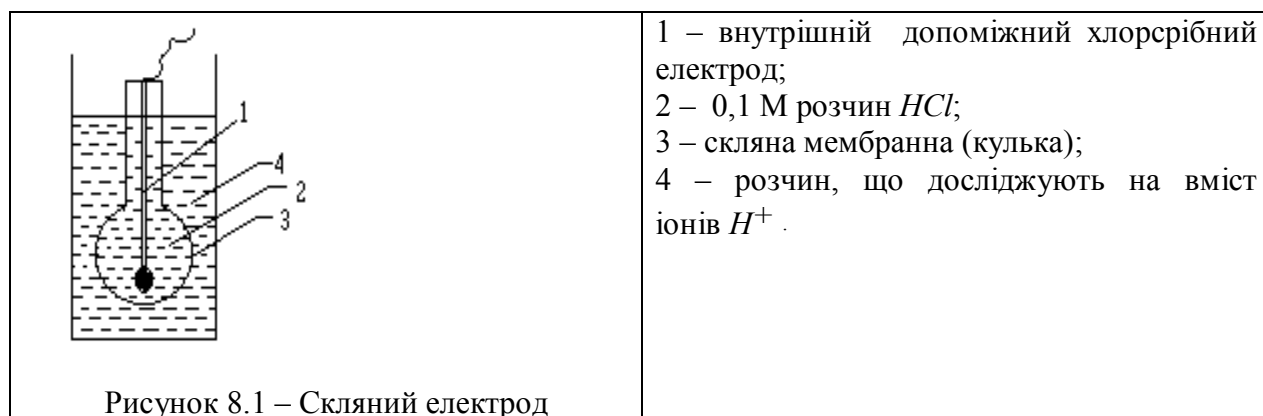 1
4
2
3
Рисунок 8.1 – Скляний електрод
1 – внутрішній допоміжний хлорсрібний
електрод;
2 – 0,1 М розчин HCl;
3 – скляна мембранна (кулька);
4 – розчин, що досліджують на вміст
іонів H⁺ .